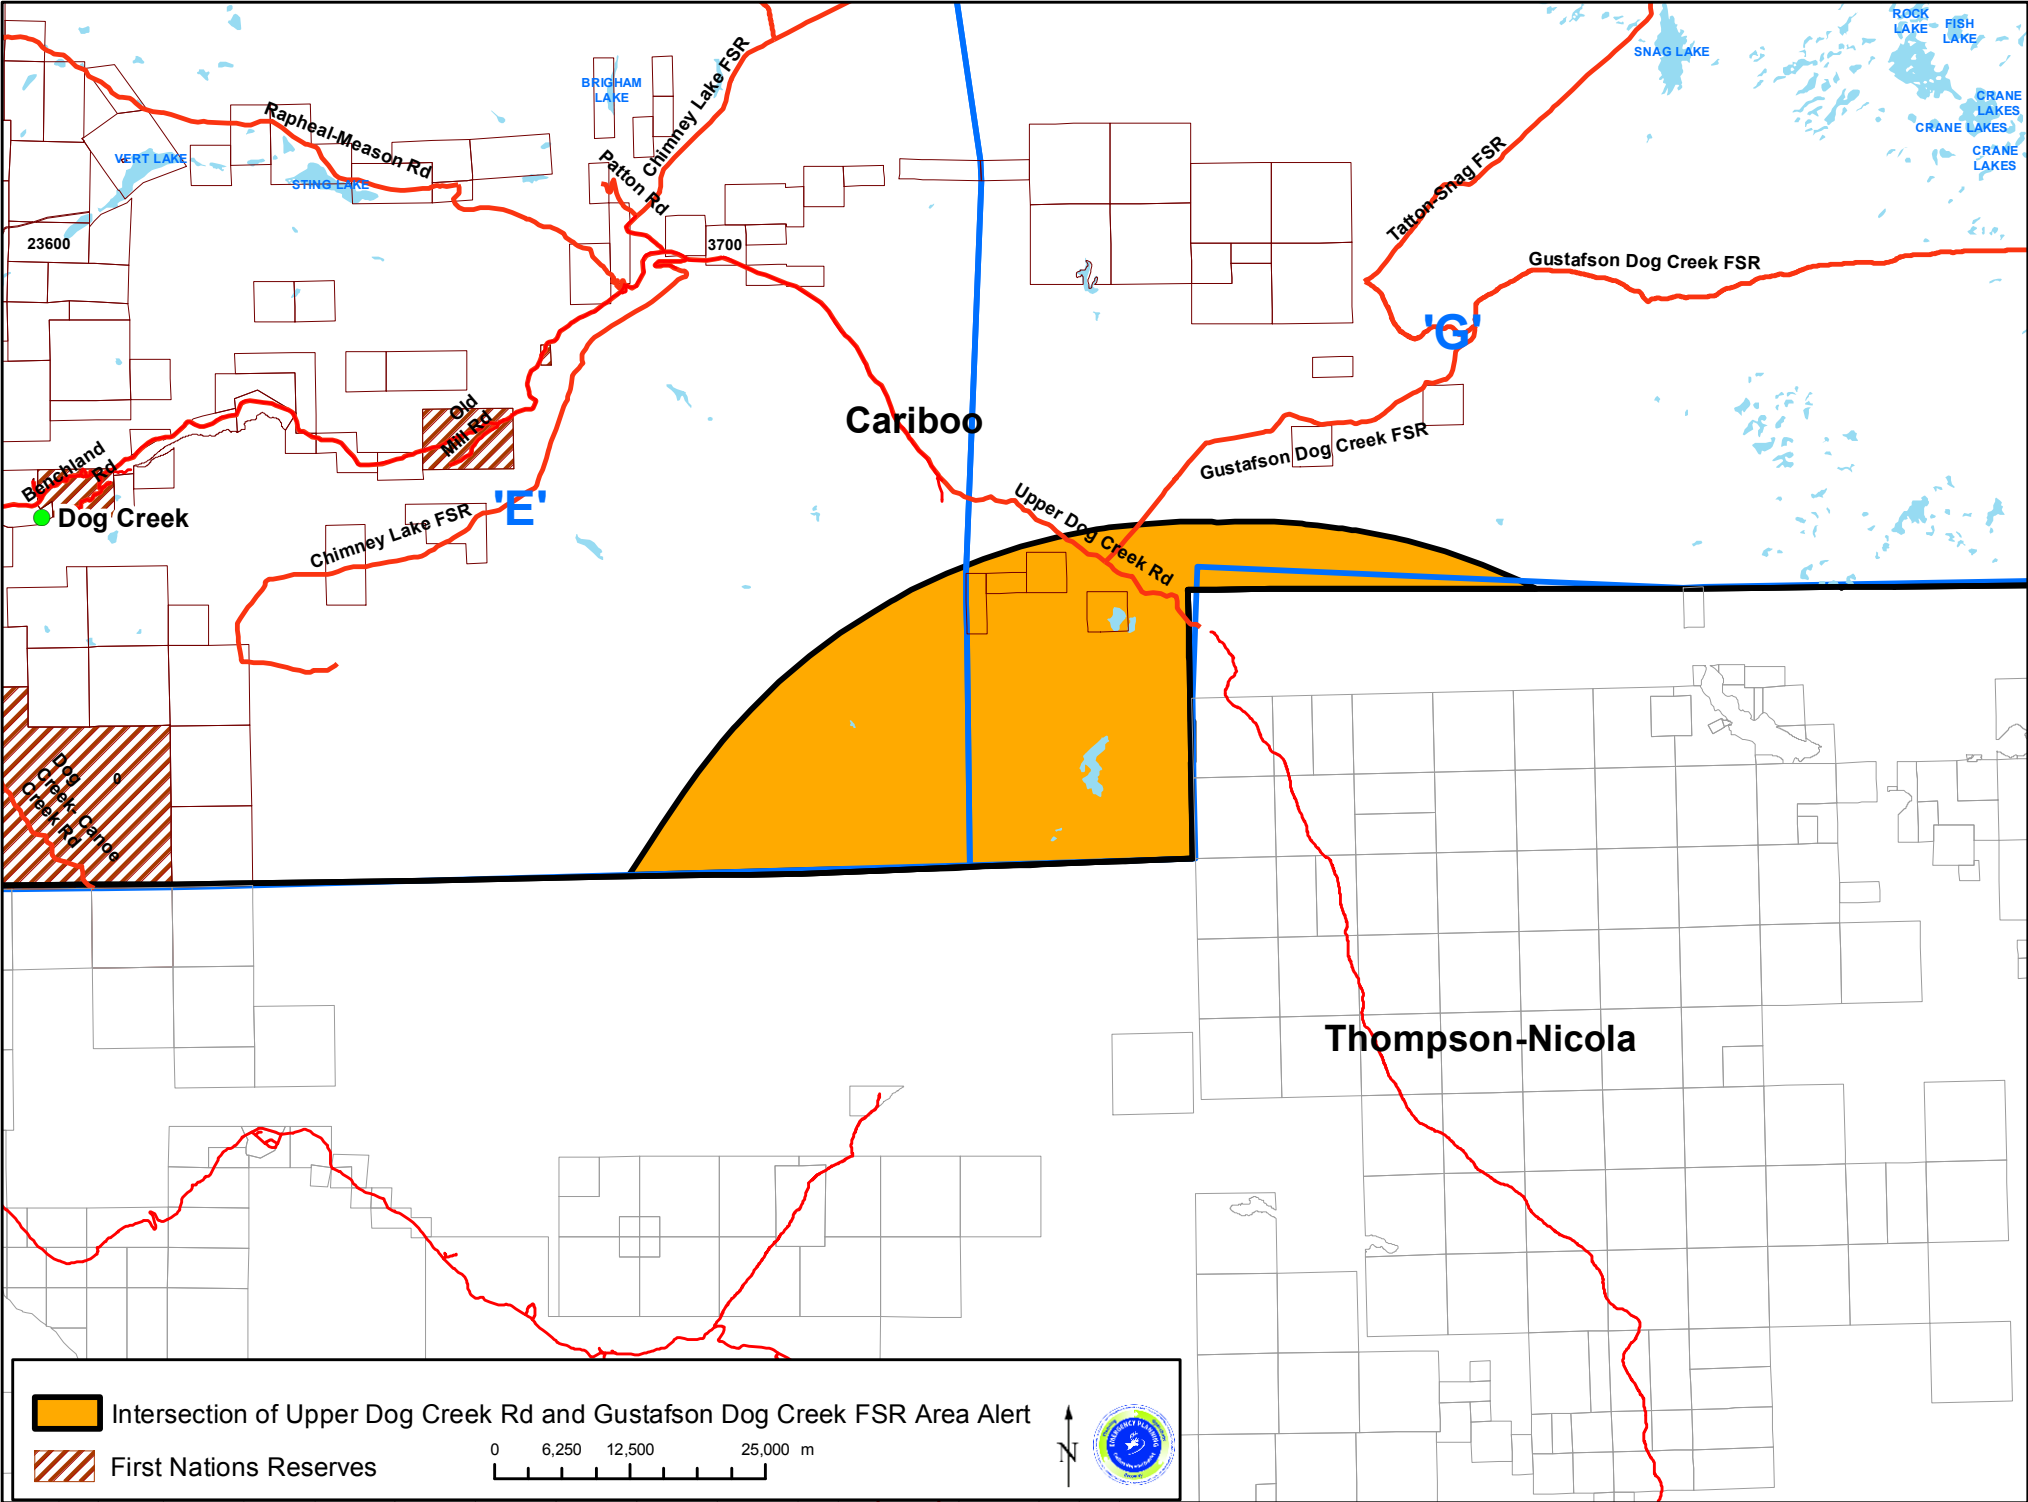 ROCK
LAKE
FISH
LAKE
SNAG LAKE
BRIGHAM
LAKE
Chimney Lake FSR
CRANE
LAKES
CRANE LAKES
CRANE
LAKES
Rapheal-Meason Rd
VERT LAKE
STING LAKE
Patton Rd
Tatton-Snag FSR
23600
3700
Gustafson Dog Creek FSR
'G'
Cariboo
Old
Mill Rd
Gustafson Dog Creek FSR
Benchland
Rd
'E'
Dog Creek
Chimney Lake FSR
Upper Dog Creek Rd
Dog
Creek-Canoe
Creek Rd
0
Thompson-Nicola
Intersection of Upper Dog Creek Rd and Gustafson Dog Creek FSR Area Alert
First Nations Reserves
0 6,250 12,500 25,000 m
N
EMERGENCY PLANNING